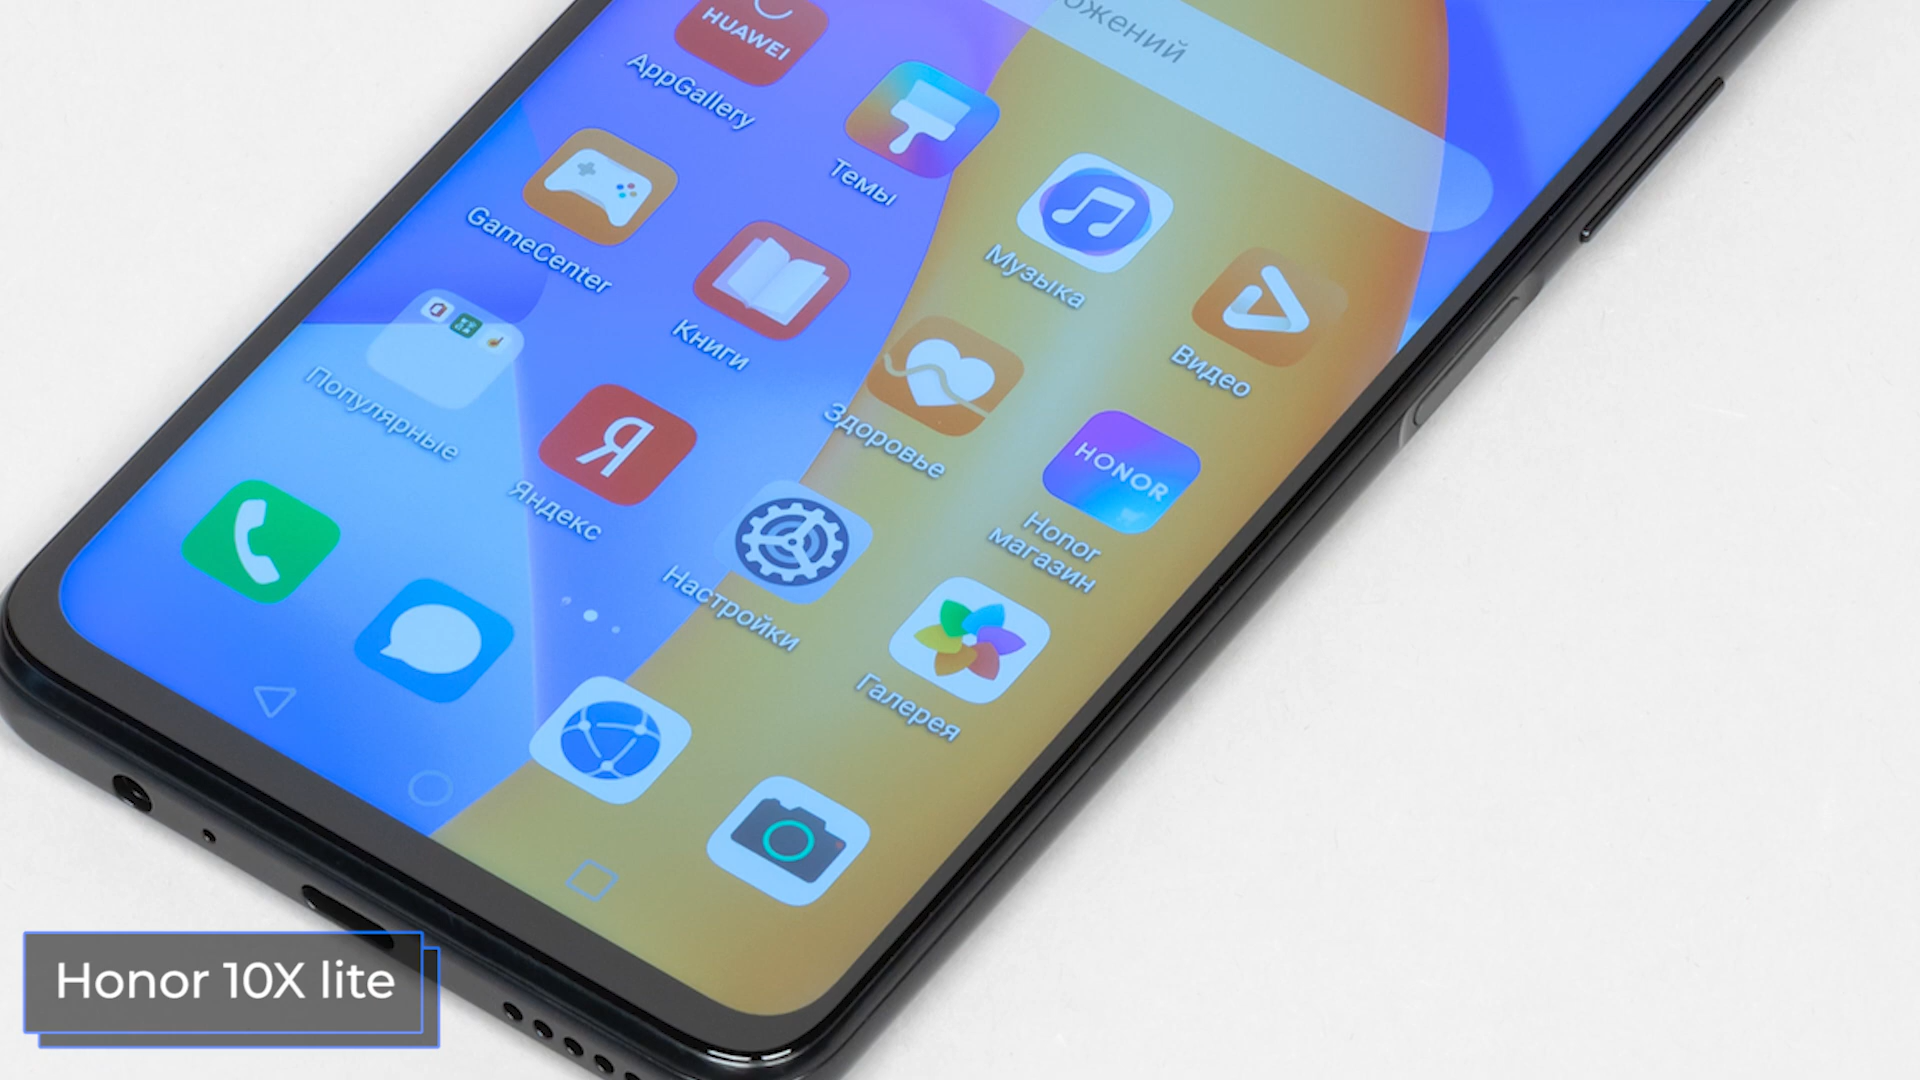 ожений
HUAWEI
AppGallery
Темы
Музыка
Видео
GameCenter
Книги
Здоровье
HONOR
Honor
магазин
Популярные
Я
Яндекс
Настройки
Галерея
Honor 10X lite